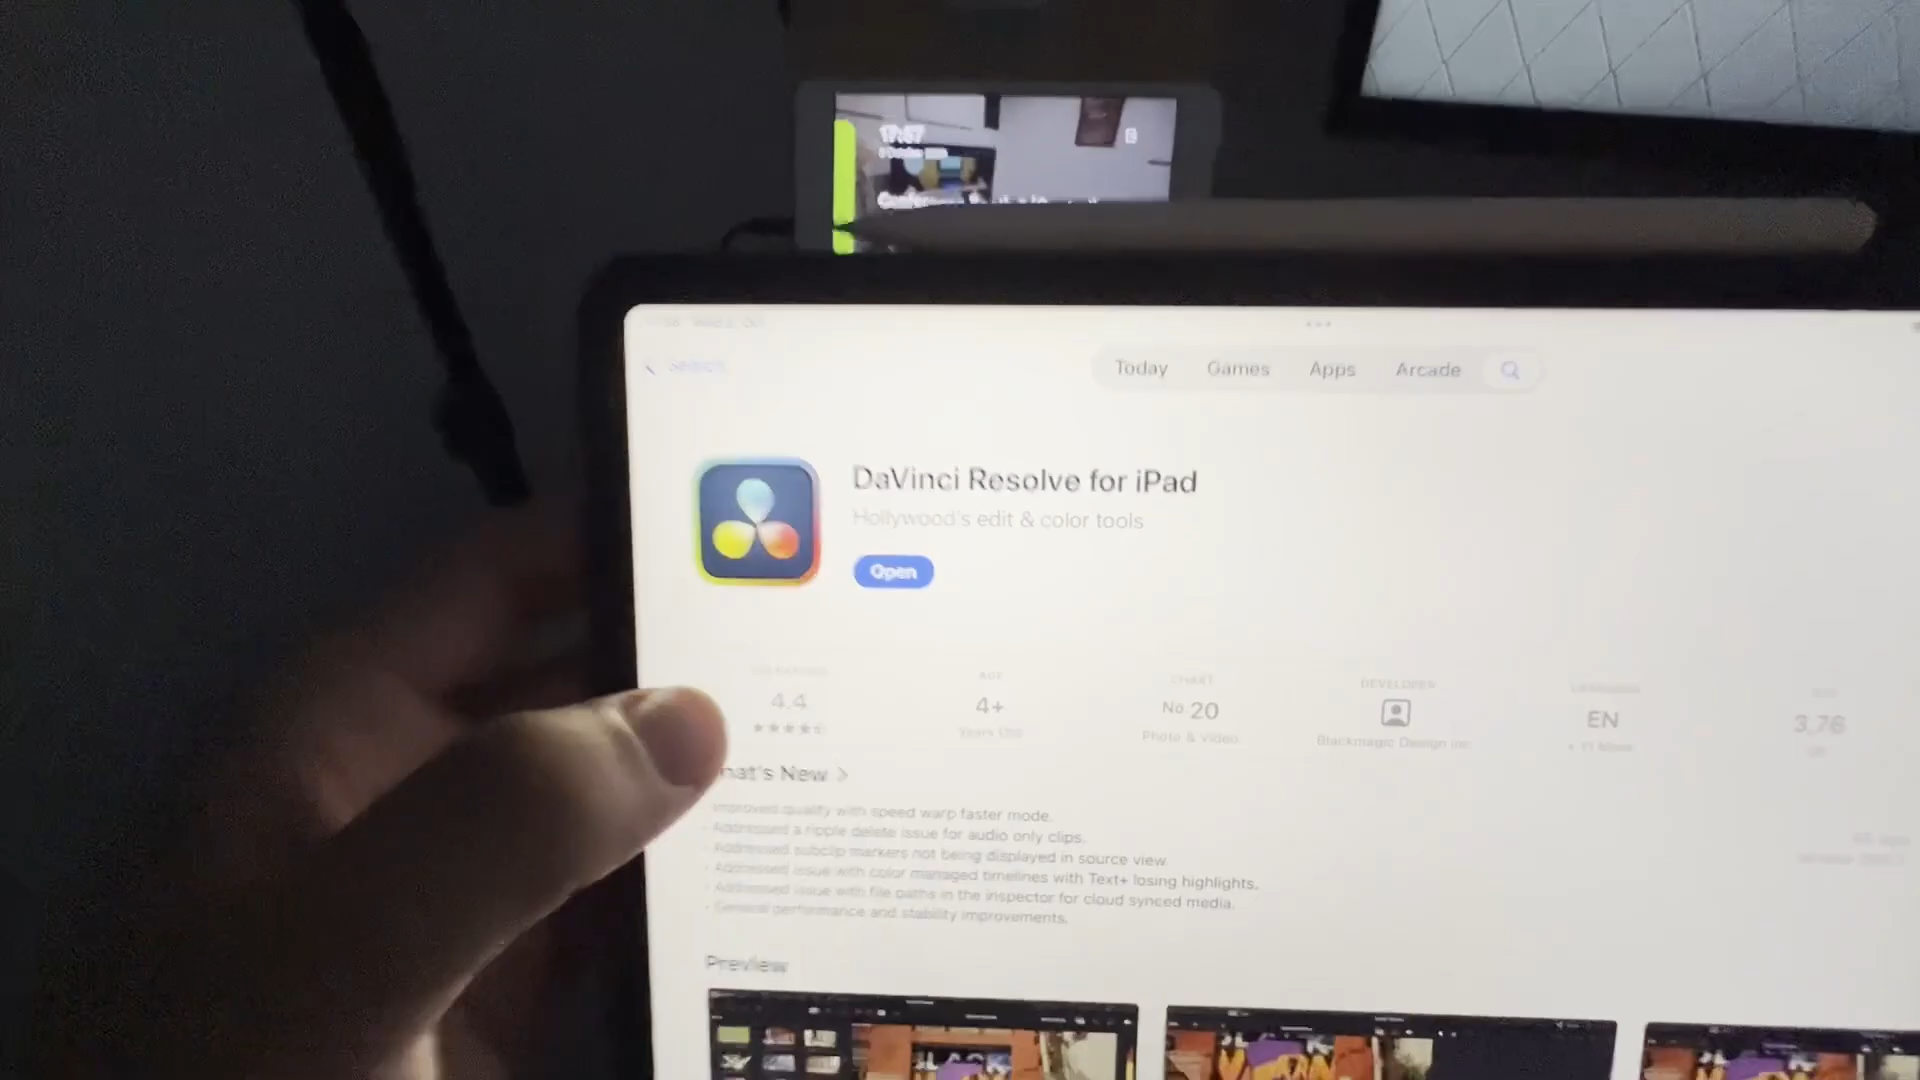 17:57
Search
Today Games Apps Arcade
DaVinci Resolve for iPad
Hollywood's edit & color tools
Open
AGE
CHART
DEVELOPER
4.4
4+
No.20
EN
3,76
Years Old
Photo & Video
Blackmagic Design Inc.
hat's New >
Improved quality with speed warp faster mode.
- Addressed a ripple delete issue for audio only clips.
- Addressed subclip markers not being displayed in source view.
- Addressed issue with color managed timelines with Text+ losing highlights.
- Addressed issue with file paths in the inspector for cloud synced media.
- General performance and stability improvements.
Preview